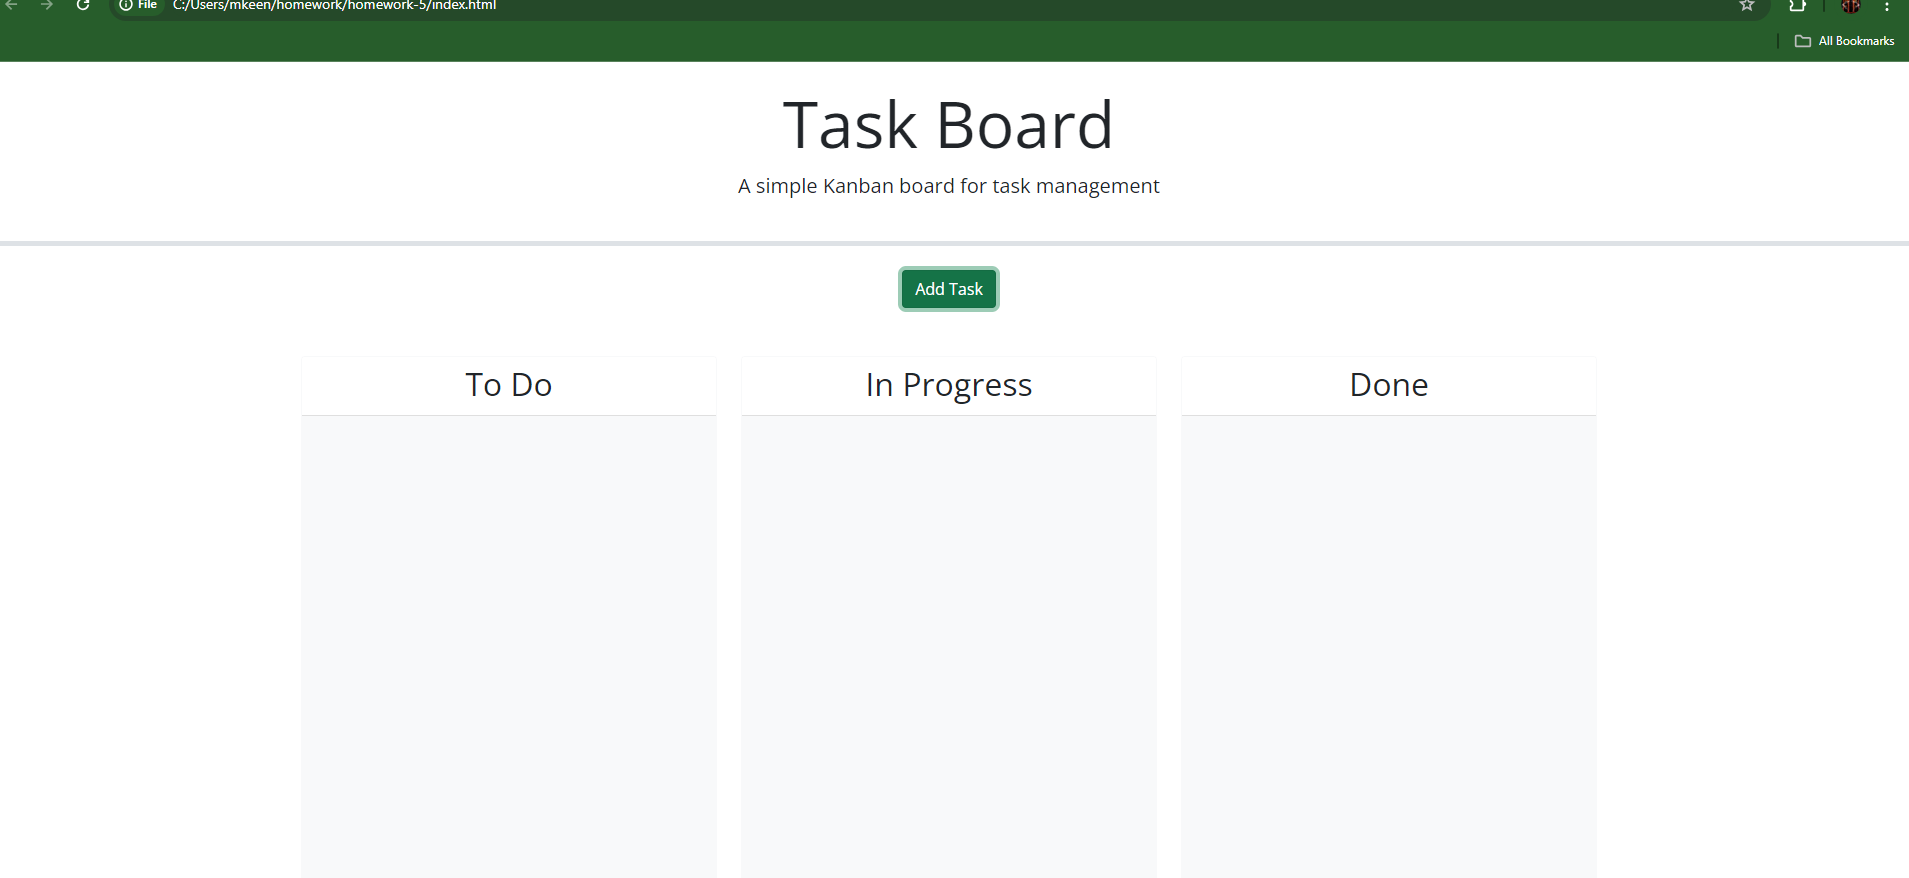 File C:/Users/mkeen/homework/homework-5/index.html
All Bookmarks
Task Board
A simple Kanban board for task management
Add Task
To Do
In Progress
Done